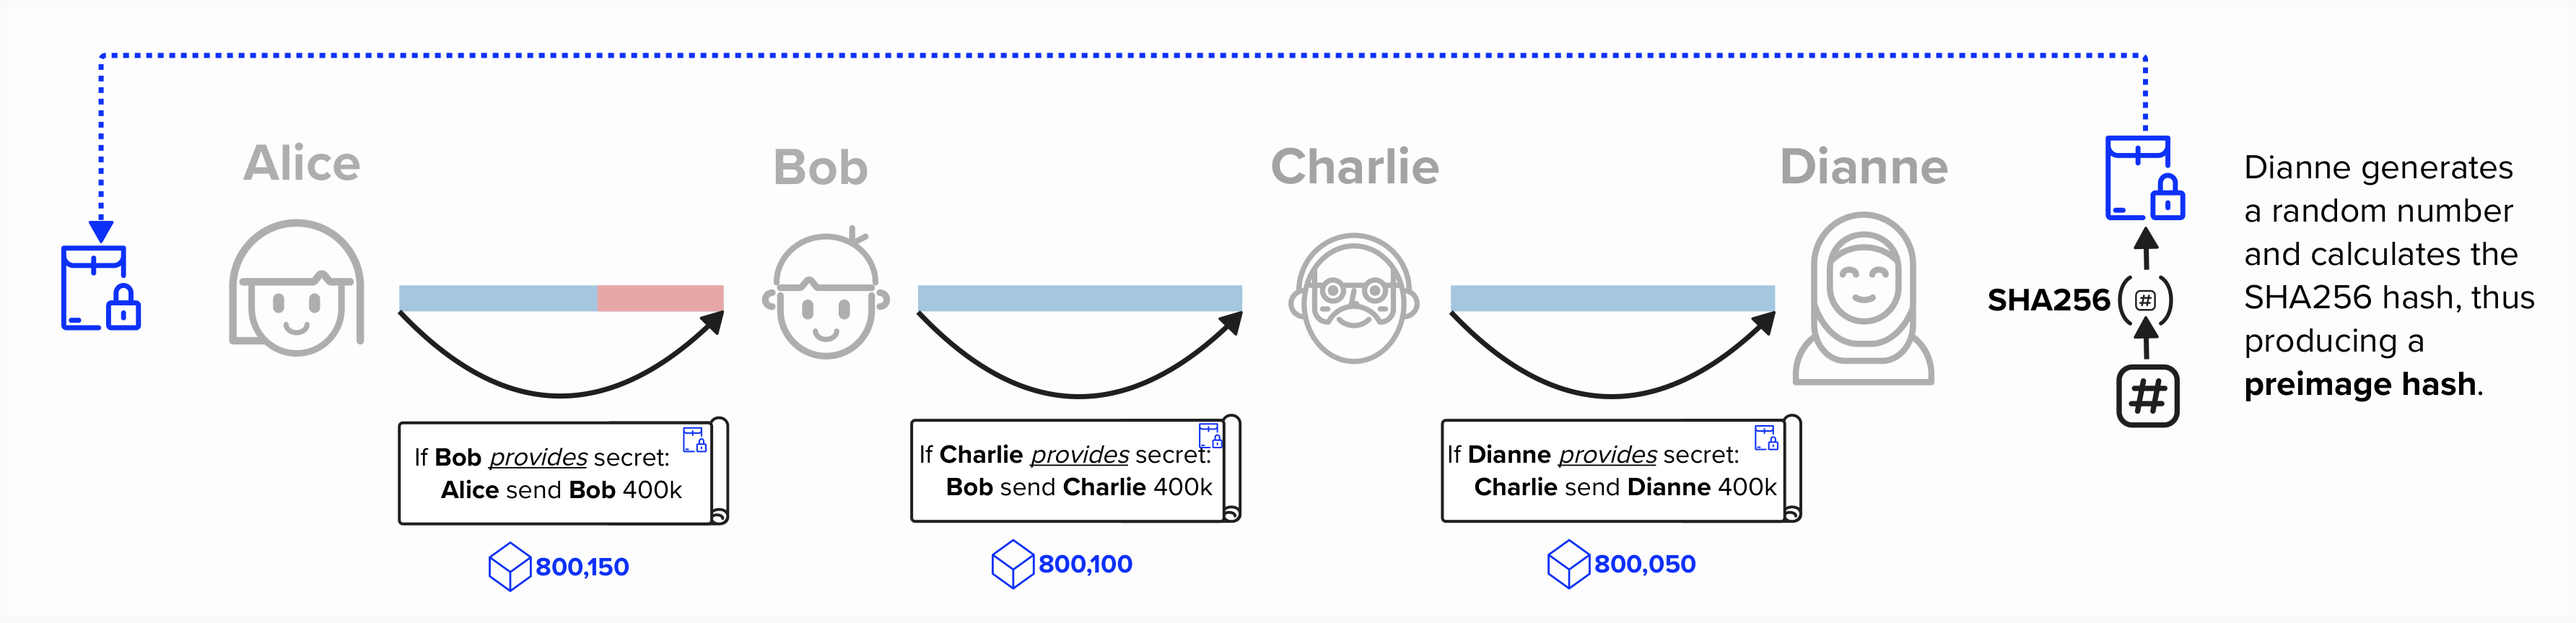 Alice
Bob
Charlie
Dianne
If Bob provides secret:
Alice send Bob 400k
800,150
If Charlie provides secret:
Bob send Charlie 400k
800,100
If Dianne provides secret:
Charlie send Dianne 400k
800,050
SHA256 ( # )
#
Dianne generates
a random number
and calculates the
SHA256 hash, thus
producing a
preimage hash.